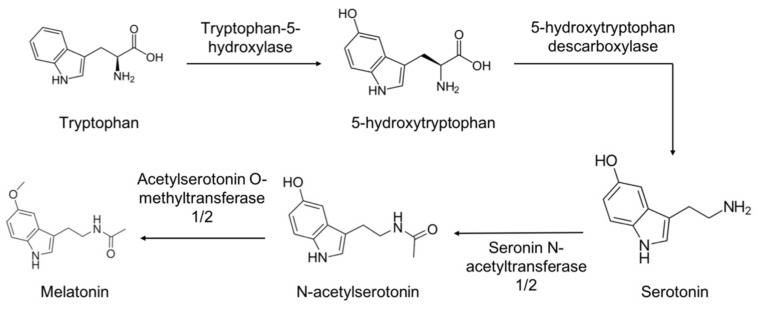 Tryptophan-5-
hydroxylase
5-hydroxytryptophan
descarboxylase
HO
O
OH
NH₂
HN
Tryptophan
O
OH
NH₂
HN
5-hydroxytryptophan
HO
NH₂
N
H
Serotonin
Seronin N-
acetyltransferase
1/2
HO
H
N
O
HN
N-acetylserotonin
Acetylserotonin O-
methyltransferase
1/2
O
H
N
O
N
H
Melatonin